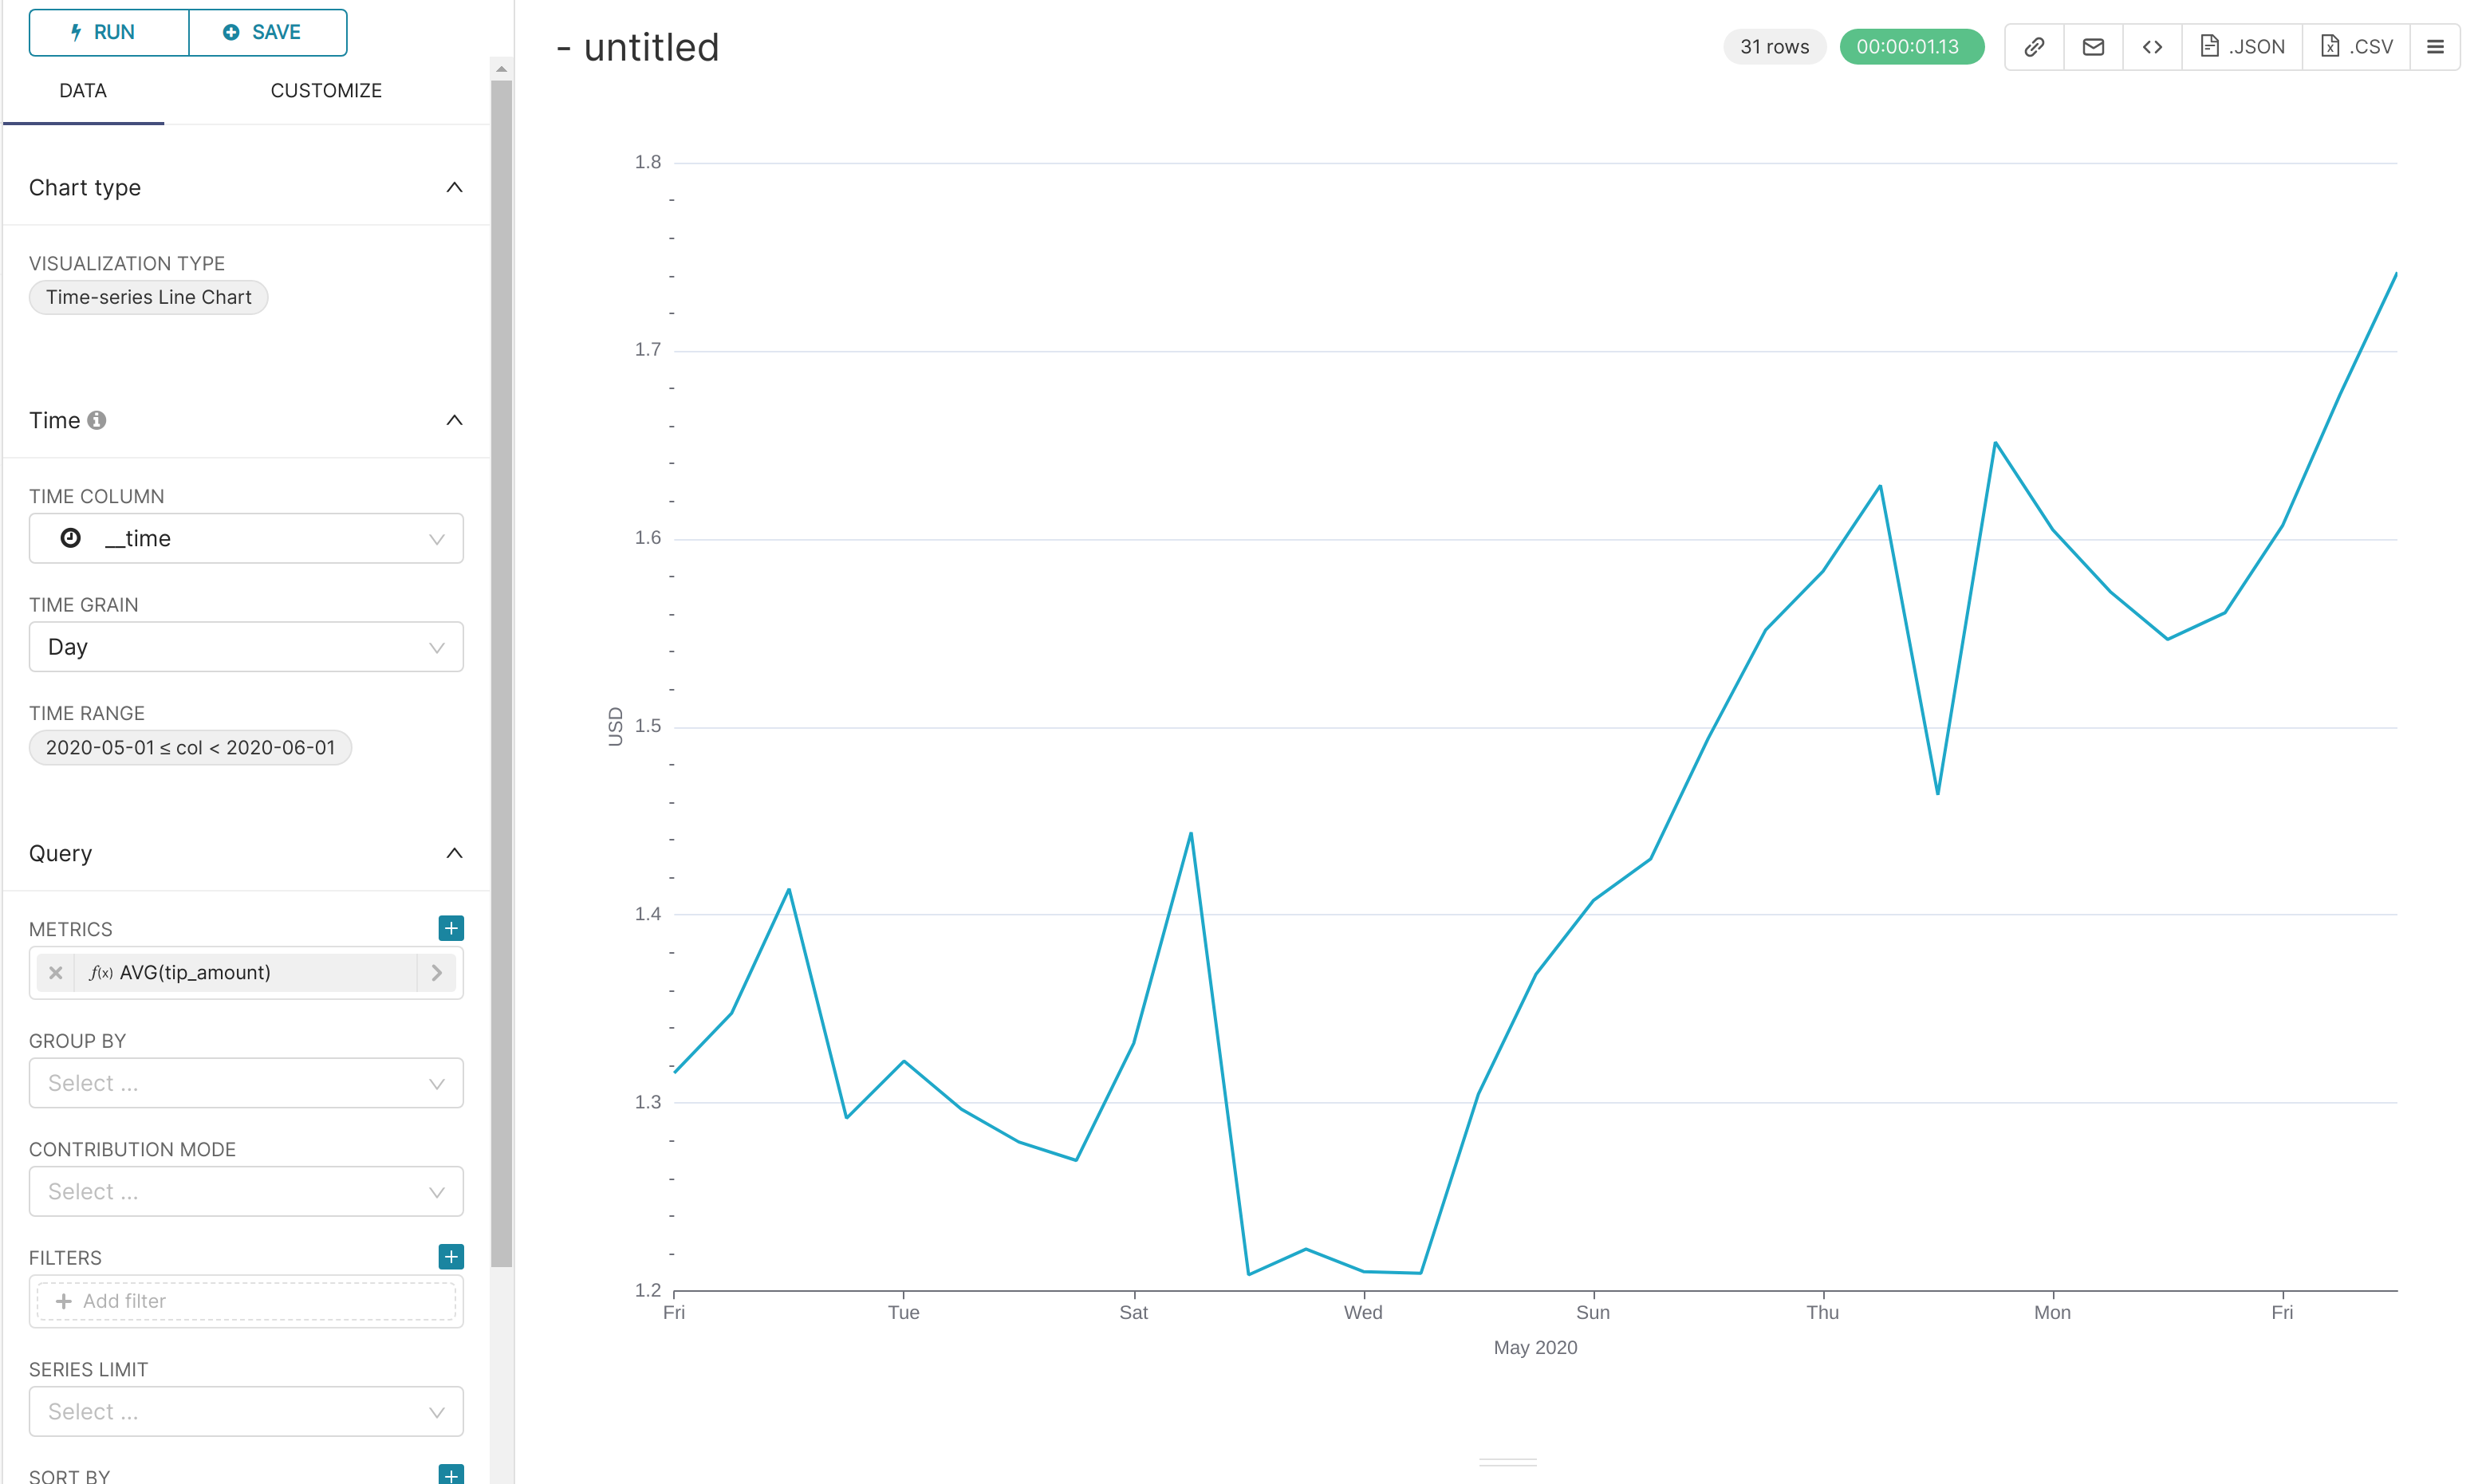 RUN
SAVE
DATA
CUSTOMIZE
Chart type
VISUALIZATION TYPE
Time-series Line Chart
Time
TIME COLUMN
__time
TIME GRAIN
Day
TIME RANGE
2020-05-01 ≤ col < 2020-06-01
Query
METRICS
f(x) AVG(tip_amount)
GROUP BY
Select ...
CONTRIBUTION MODE
Select ...
FILTERS
Add filter
SERIES LIMIT
Select ...
SORT BY
- untitled
31 rows
00:00:01.13
.JSON
.CSV
1.8
1.7
1.6
1.5
1.4
1.3
1.2
USD
Fri Tue Sat Wed Sun Thu Mon Fri
May 2020